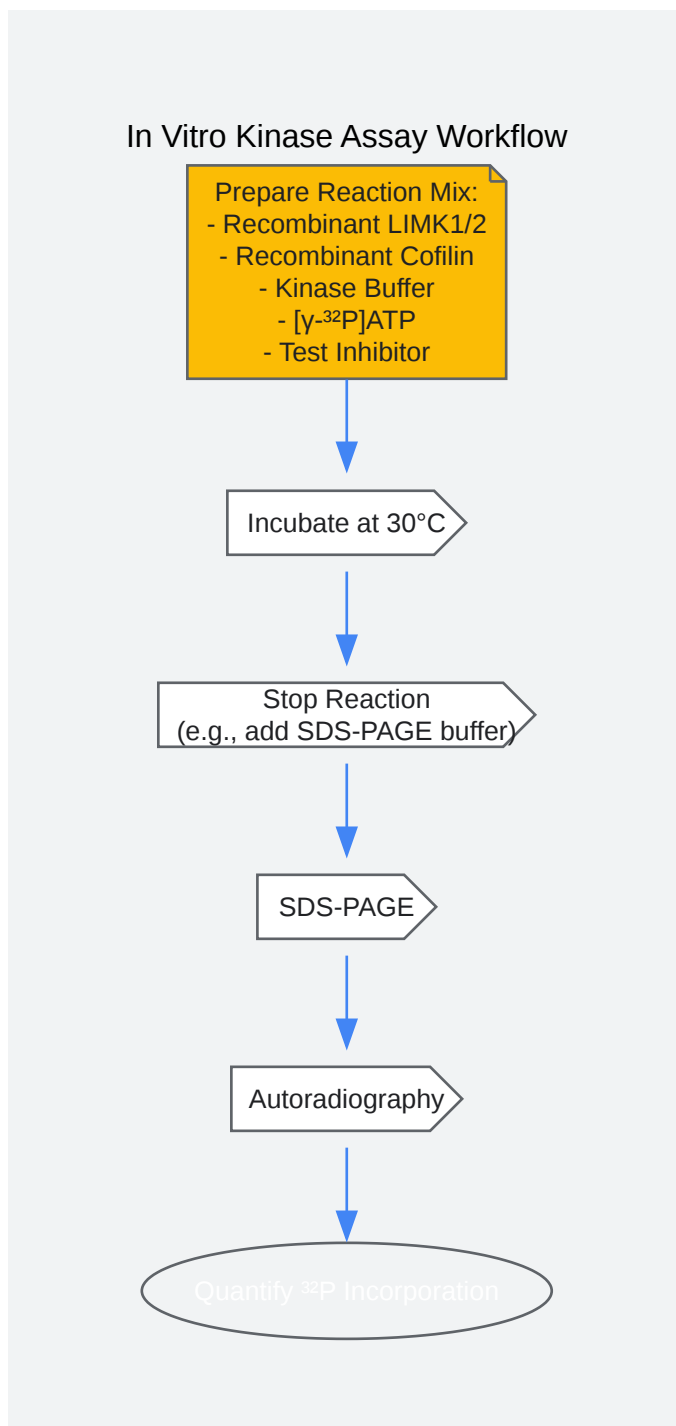 In Vitro Kinase Assay Workflow
Prepare Reaction Mix:
- Recombinant LIMK1/2
- Recombinant Cofilin
- Kinase Buffer
- [γ-³²P]ATP
- Test Inhibitor
Incubate at 30°C
Stop Reaction
(e.g., add SDS-PAGE buffer)
SDS-PAGE
Autoradiography
Quantify ³²P Incorporation